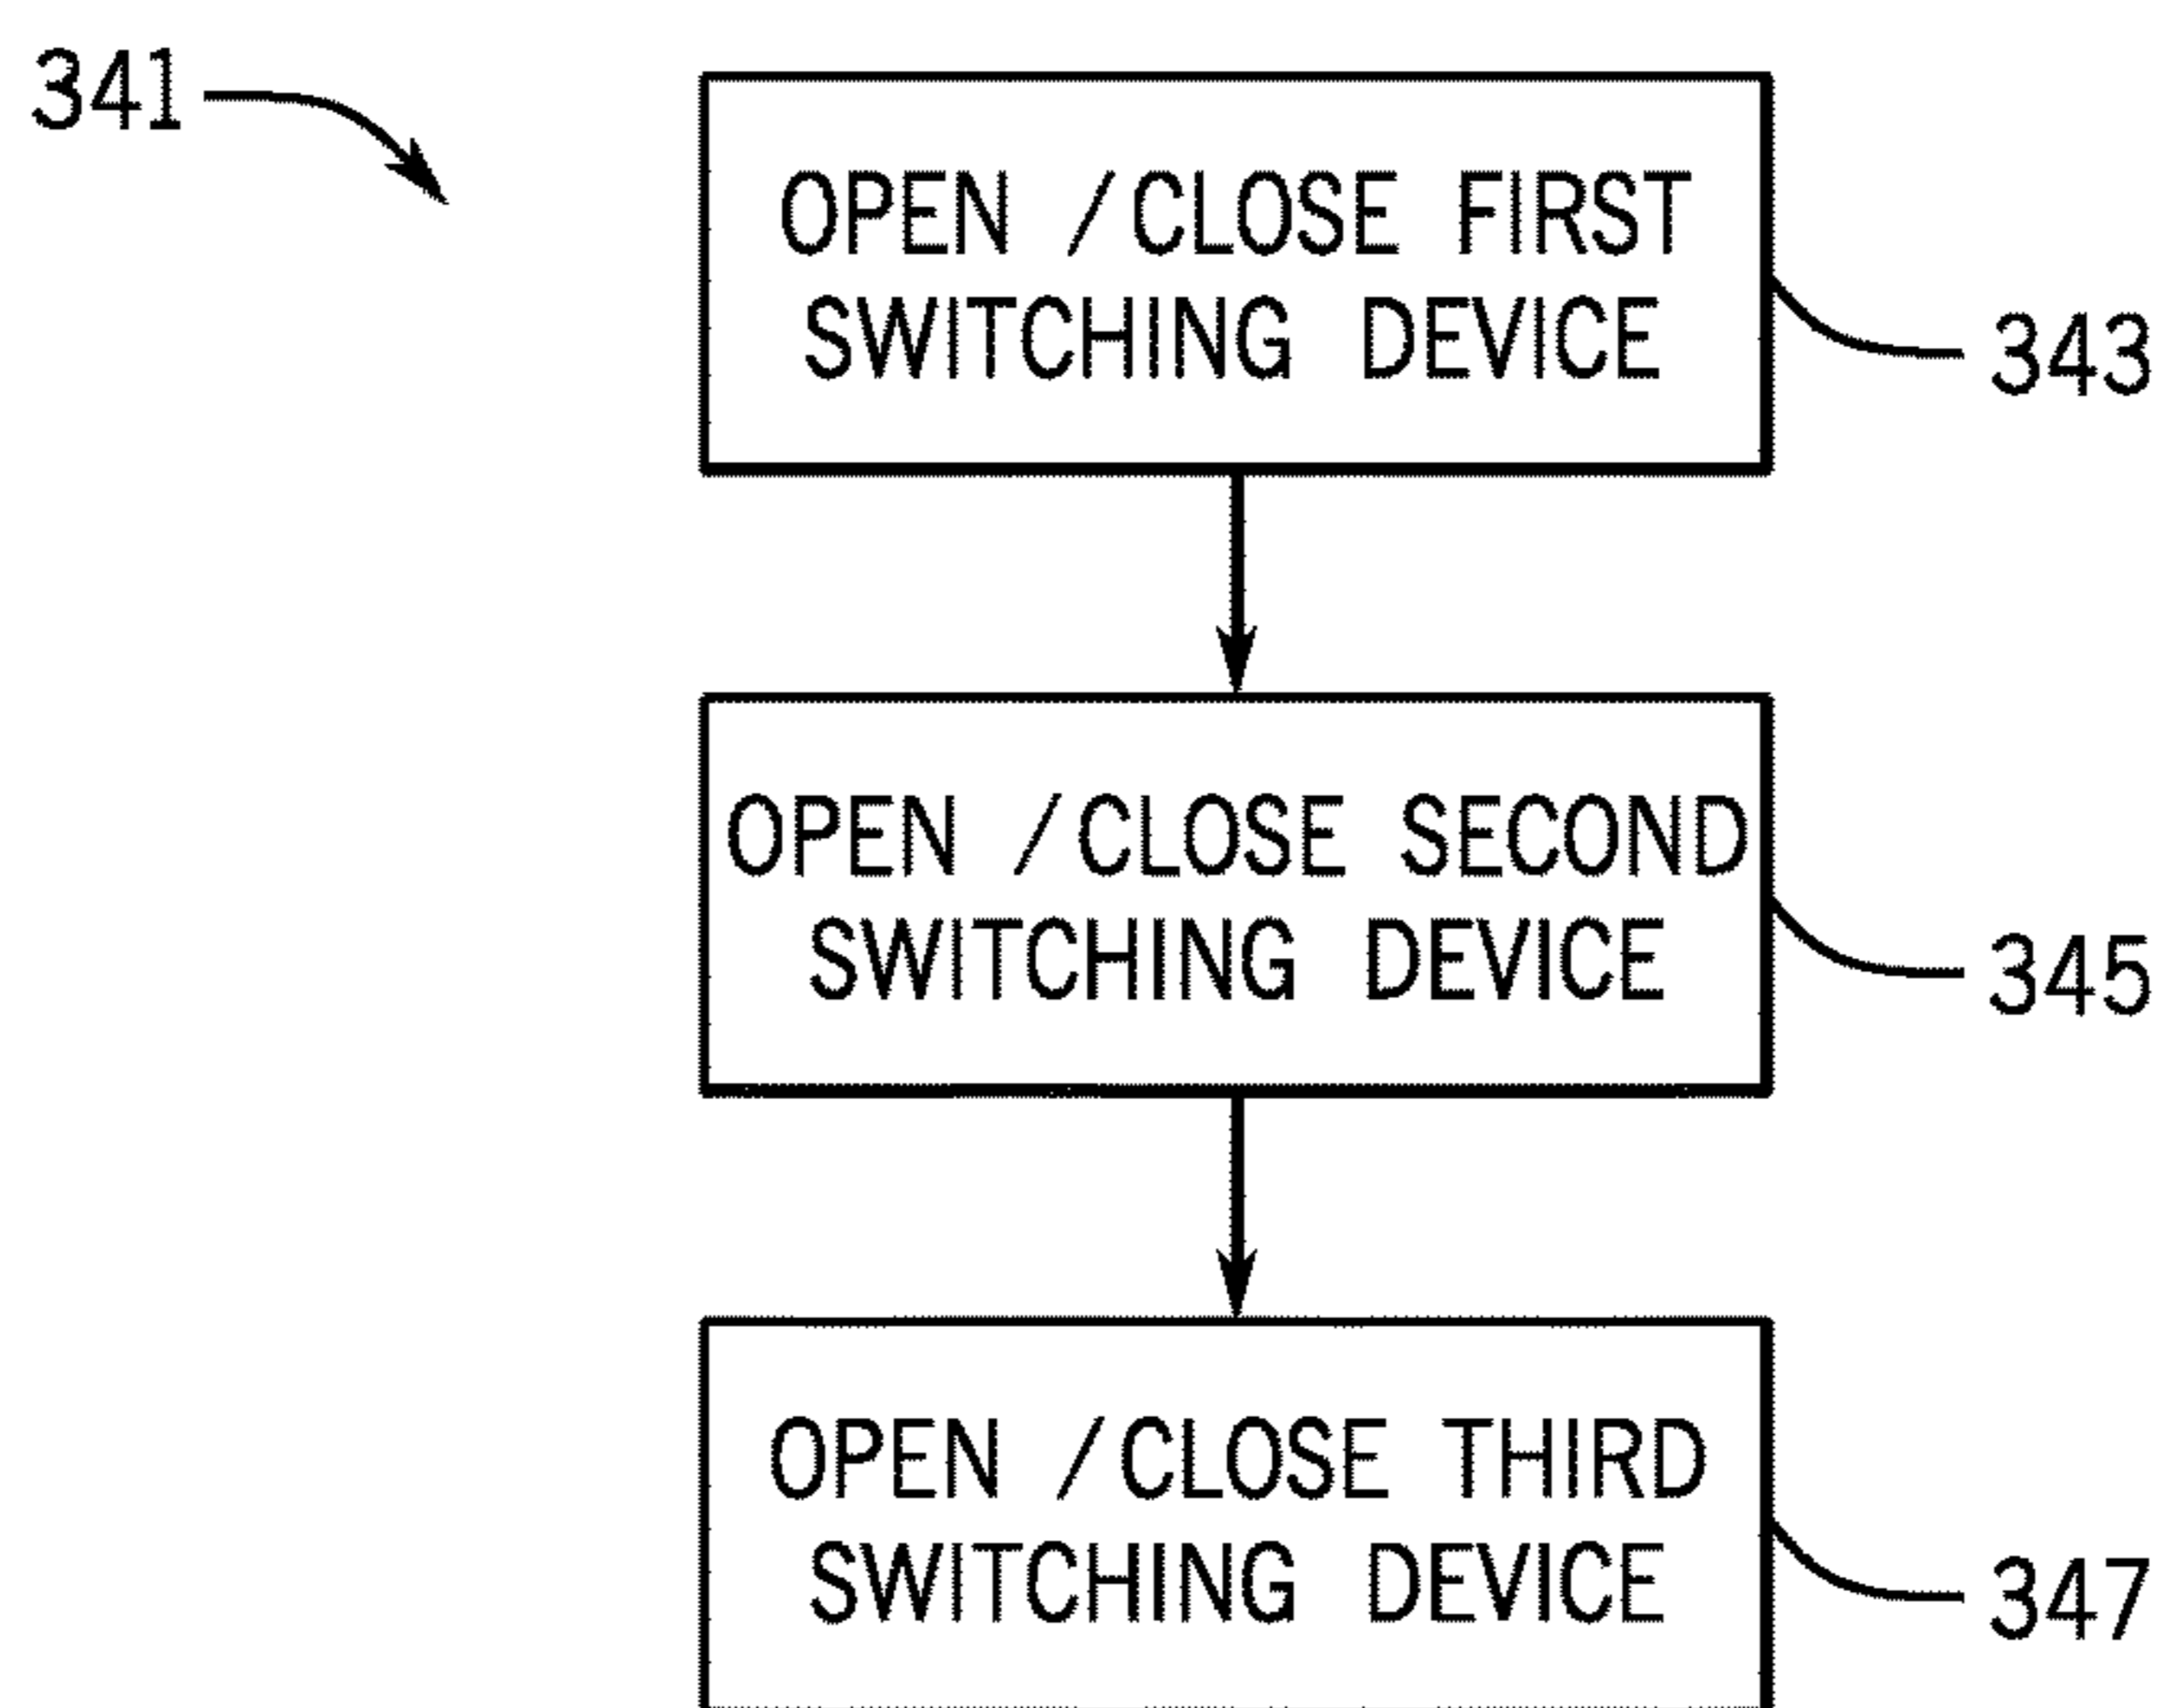 341
OPEN /CLOSE FIRST
SWITCHING DEVICE
343
OPEN /CLOSE SECOND
SWITCHING DEVICE
345
OPEN /CLOSE THIRD
SWITCHING DEVICE
347